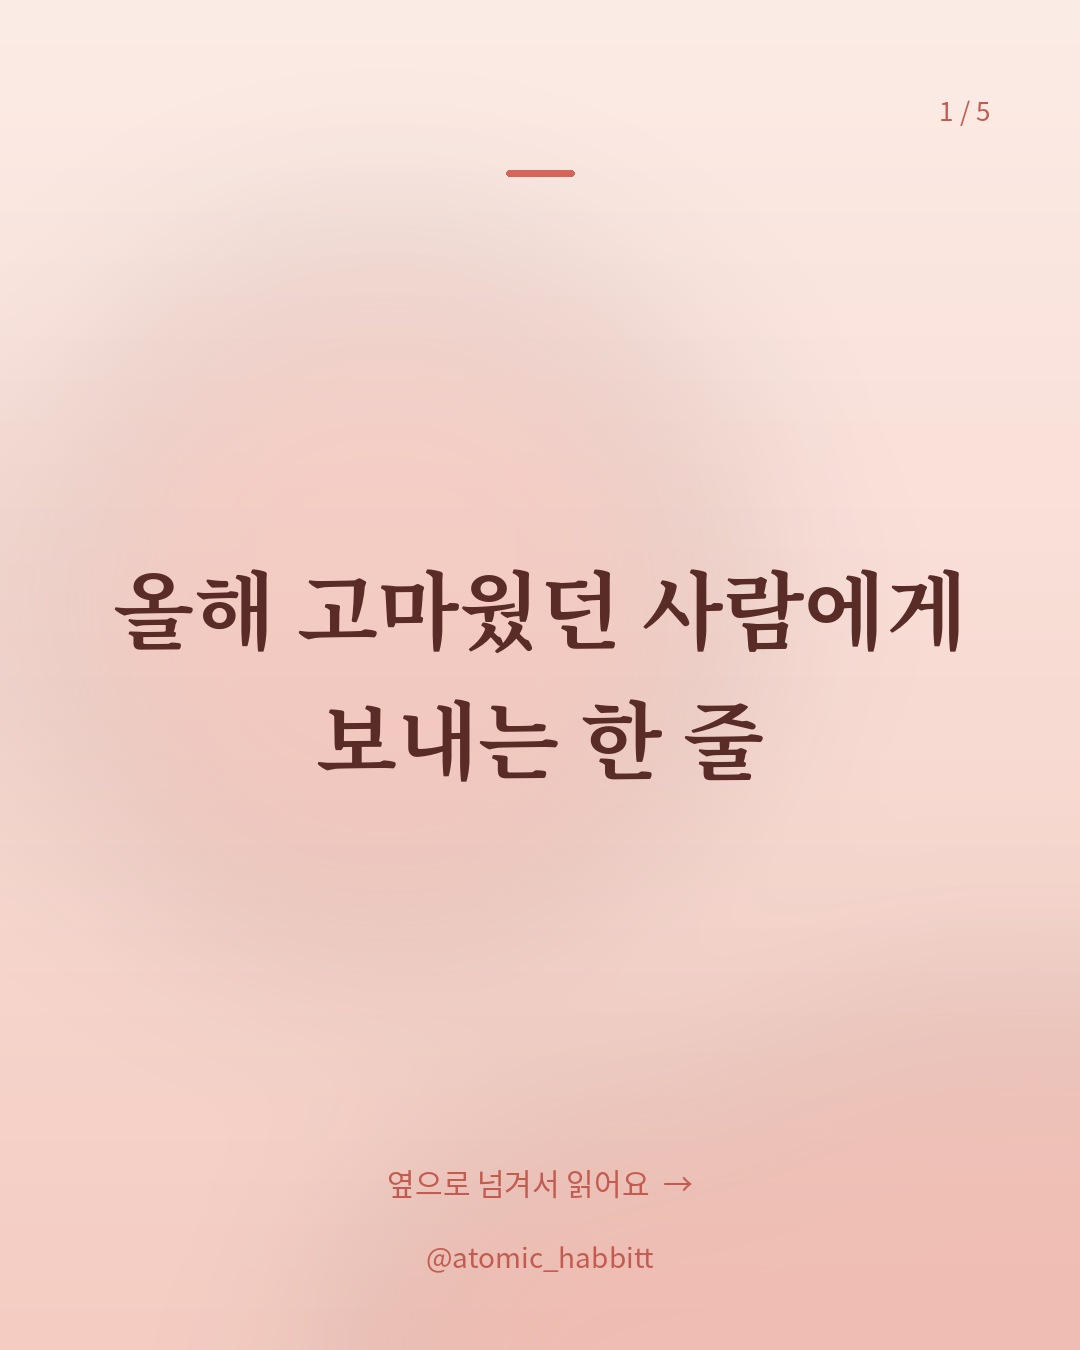 1 / 5
올해 고마웠던 사람에게
보내는 한 줄
옆으로 넘겨서 읽어요 →
@atomic_habbitt